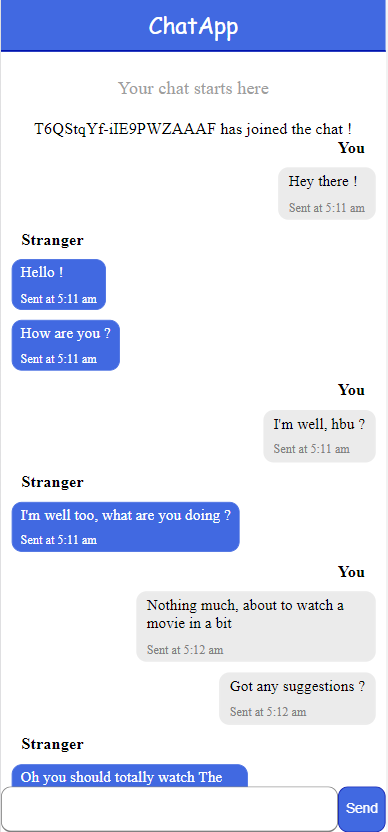 ChatApp
Your chat starts here
T6QStqYf-iIE9PWZAAAF has joined the chat !
You
Hey there !
Sent at 5:11 am
Stranger
Hello !
Sent at 5:11 am
How are you ?
Sent at 5:11 am
You
I'm well, hbu ?
Sent at 5:11 am
Stranger
I'm well too, what are you doing ?
Sent at 5:11 am
You
Nothing much, about to watch a
movie in a bit
Sent at 5:12 am
Got any suggestions ?
Sent at 5:12 am
Stranger
Oh you should totally watch The
Send